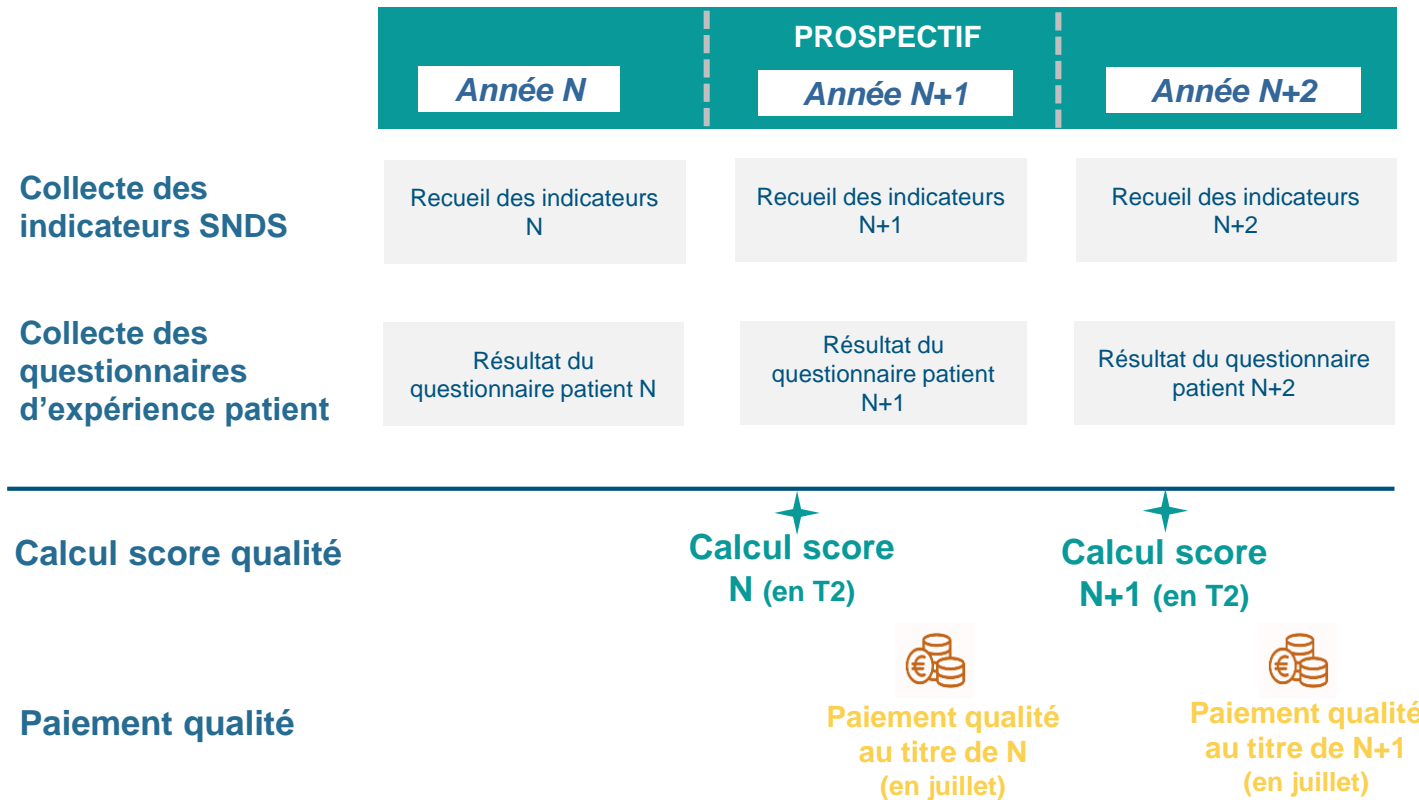 PROSPECTIF
Année N
Année N+1
Année N+2
Collecte des
indicateurs SNDS
Recueil des indicateurs
N
Recueil des indicateurs
N+1
Recueil des indicateurs
N+2
Collecte des
questionnaires
d'expérience patient
Résultat du
questionnaire patient N
Résultat du
questionnaire patient
N+1
Résultat du questionnaire
patient N+2
Calcul score qualité
Calcul score
N (en T2)
Calcul score
N+1 (en T2)
Paiement qualité
Paiement qualité
au titre de N
(en juillet)
Paiement qualité
au titre de N+1
(en juillet)